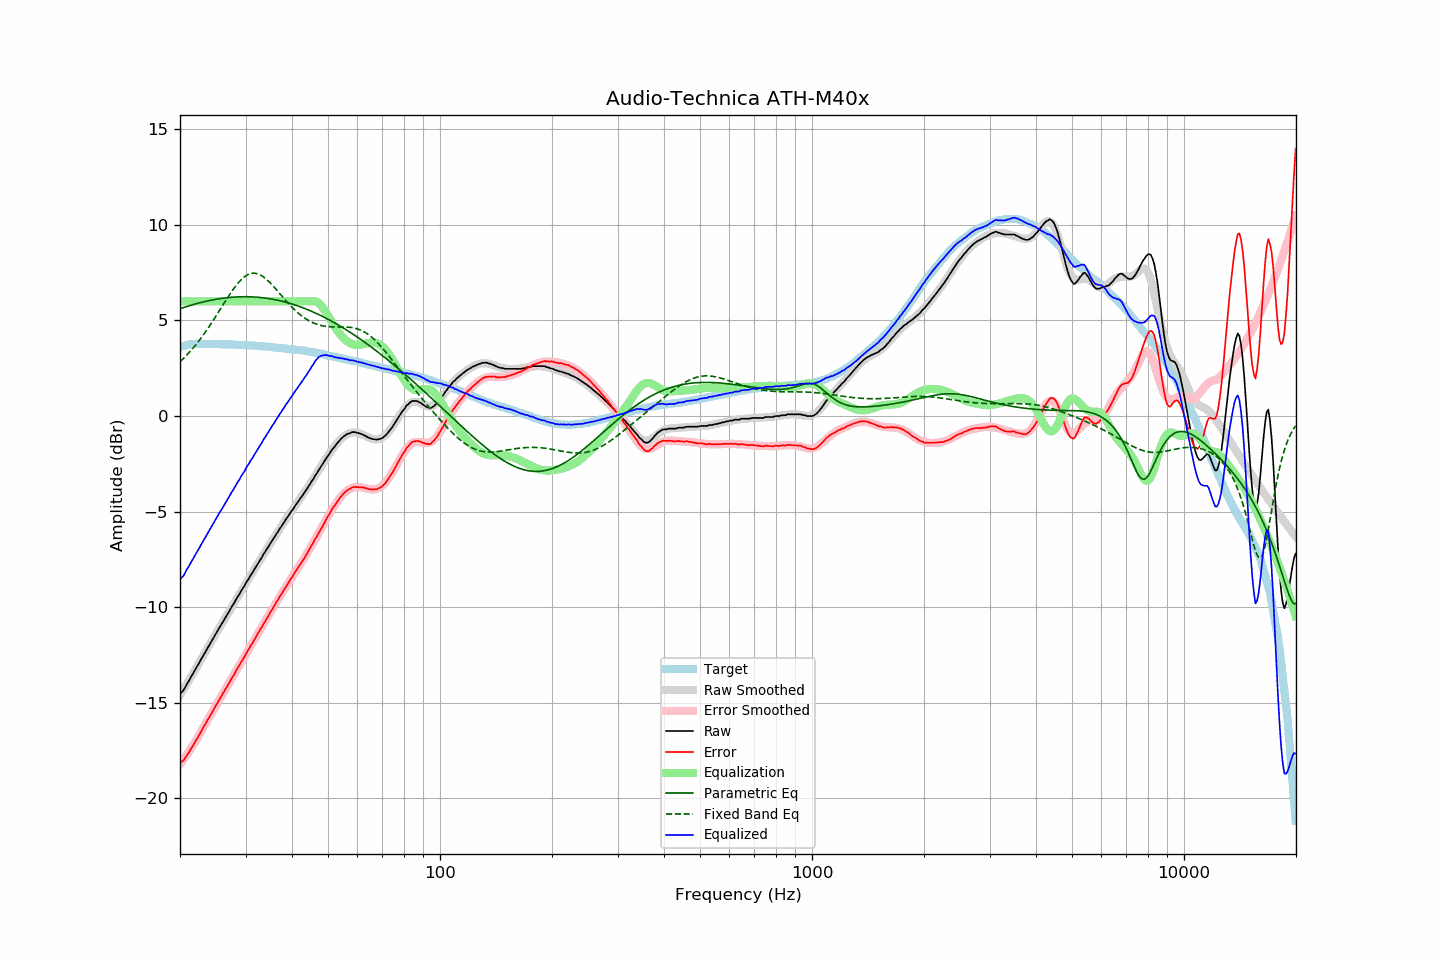 Audio-Technica ATH-M40x
15
10
5
0
−5
−10
−15
−20
Amplitude (dBr)
Target
Raw Smoothed
Error Smoothed
Raw
Error
Equalization
Parametric Eq
Fixed Band Eq
Equalized
100 1000 10000
Frequency (Hz)